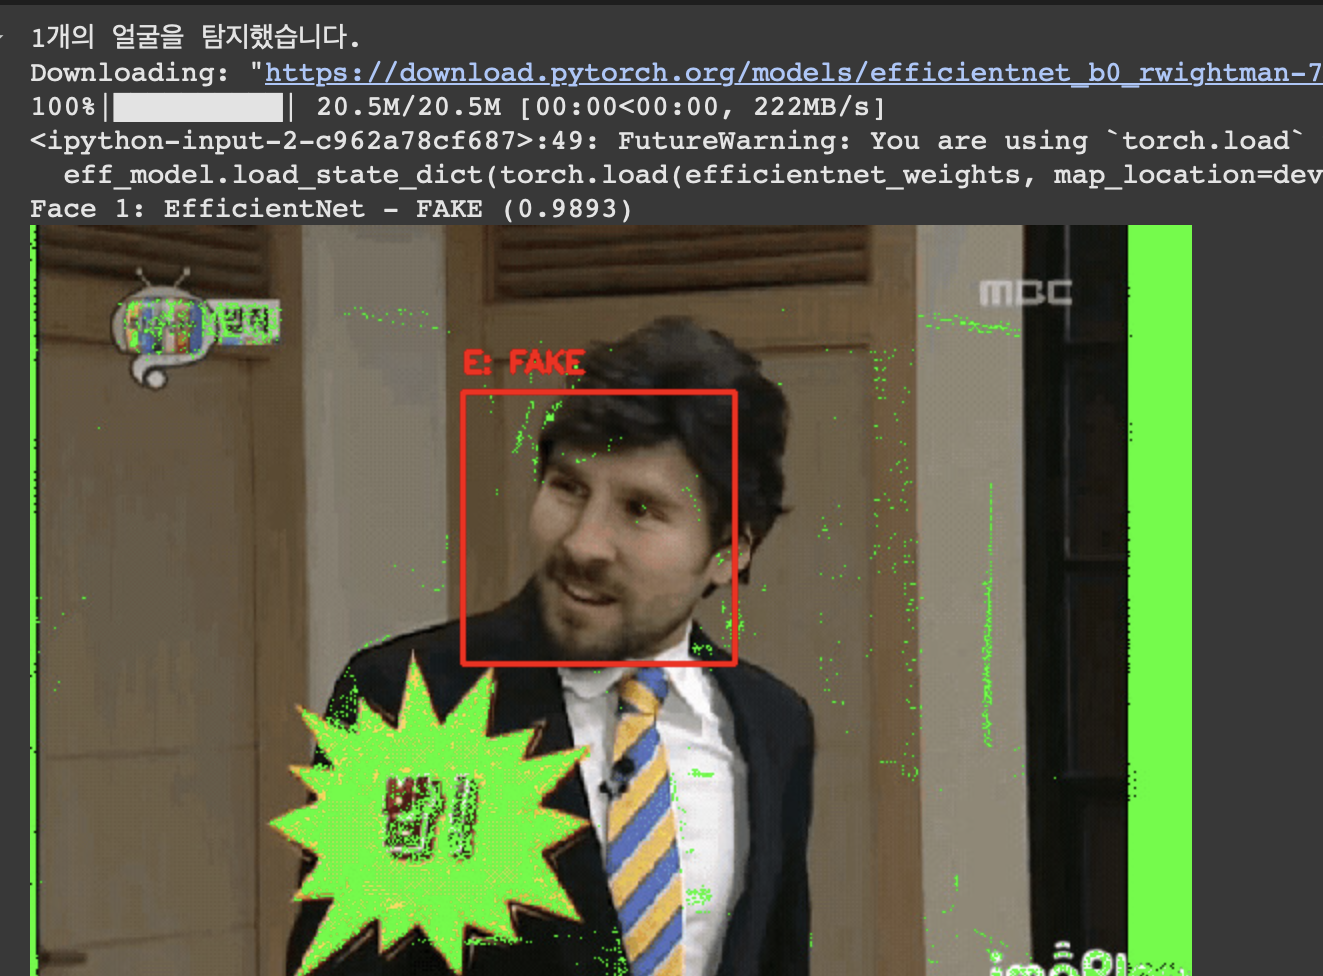 1개의 얼굴을 탐지했습니다.
Downloading: "https://download.pytorch.org/models/efficientnet_b0_rwightman-7
100%| | 20.5M/20.5M [00:00<00:00, 222MB/s]
<ipython-input-2-c962a78cf687>:49: FutureWarning: You are using `torch.load`
eff_model.load_state_dict(torch.load(efficientnet_weights, map_location=dev
Face 1: EfficientNet - FAKE (0.9893)
MBC
E: FAKE